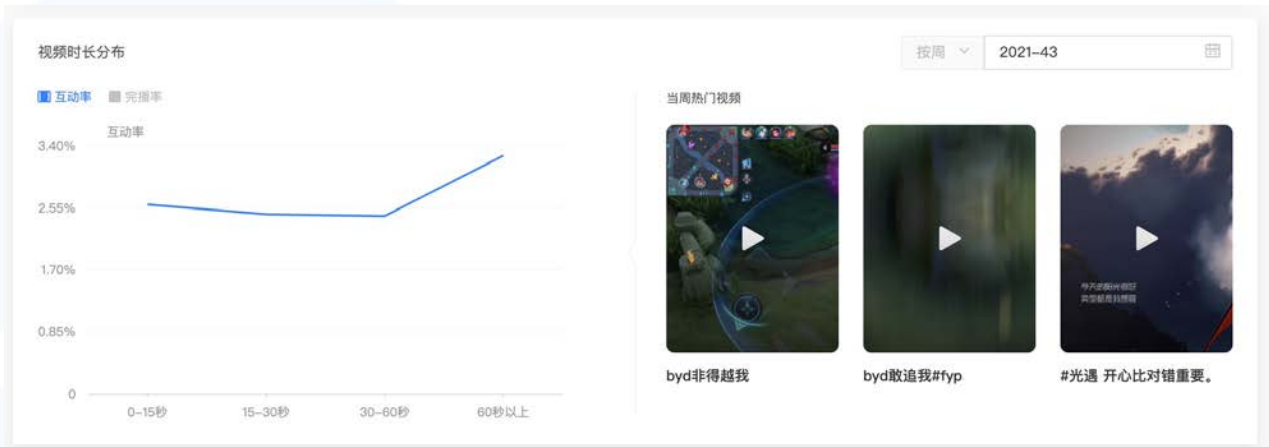 视频时长分布
按周
2021-43
互动率
完播率
当周热门视频
互动率
3.40%
2.55%
1.70%
0.85%
0
0-15秒
15-30秒
30-60秒
60秒以上
byd非得越我
byd敢追我#fyp
#光遇 开心比对错重要。